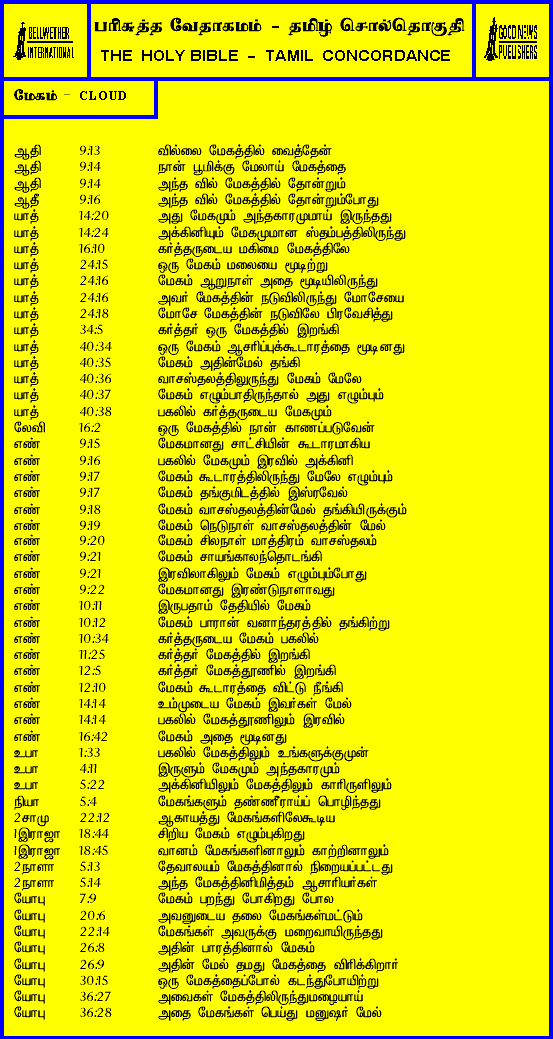 BELLWETHER
INTERNATIONAL
பரிசுத்த வேதாகமம் - தமிழ் சொல்தொகுதி
THE HOLY BIBLE - TAMIL CONCORDANCE
GOOD NEWS
PUBLISHERS
மேகம் - CLOUD
ஆதி 9:13 வில்லை மேகத்தில் வைத்தேன்
ஆதி 9:14 நான் பூமிக்கு மேலாய் மேகத்தை
ஆதி 9:14 அந்த வில் மேகத்தில் தோன்றும்
ஆதீ 9:16 அந்த வில் மேகத்தில் தோன்றும்போது
யாத் 14:20 அது மேகமும் அந்தகாரமுமாய் இருந்தது
யாத் 14:24 அக்கினியும் மேகமுமான ஸ்தம்பத்திலிருந்து
யாத் 16:10 கர்த்தருடைய மகிமை மேகத்திலே
யாத் 24:15 ஒரு மேகம் மலையை மூடிற்று
யாத் 24:16 மேகம் ஆறுநாள் அதை மூடியிலிருந்து
யாத் 24:16 அவர் மேகத்தின் நடுவிலிருந்து மோசேயை
யாத் 24:18 மோசே மேகத்தின் நடுவிலே பிரவேசித்து
யாத் 34:5 கர்த்தர் ஒரு மேகத்தில் இறங்கி
யாத் 40:34 ஒரு மேகம் ஆசரிப்புக்கூடாரத்தை மூடினது
யாத் 40:35 மேகம் அதின்மேல் தங்கி
யாத் 40:36 வாசஸ்தலத்திலுருந்து மேகம் மேலே
யாத் 40:37 மேகம் எழும்பாதிருந்தால் அது எழும்பும்
யாத் 40:38 பகலில் கர்த்தருடைய மேகமும்
லேவி 16:2 ஒரு மேகத்தில் நான் காணப்படுவேன்
எண் 9:15 மேகமானது சாட்சியின் கூடாரமாகிய
எண் 9:16 பகலில் மேகமும் இரவில் அக்கினி
எண் 9:17 மேகம் கூடாரத்திலிருந்து மேலே எழும்பும்
எண் 9:17 மேகம் தங்குமிடத்தில் இஸ்ரவேல்
எண் 9:18 மேகம் வாசஸ்தலத்தின்மேல் தங்கியிருக்கும்
எண் 9:19 மேகம் நெடுநாள் வாசஸ்தலத்தின் மேல்
எண் 9:20 மேகம் சிலநாள் மாத்திரம் வாசஸ்தலம்
எண் 9:21 மேகம் சாயங்காலந்தொடங்கி
எண் 9:21 இரவிலாகிலும் மேகம் எழும்பும்போது
எண் 9:22 மேகமானது இரண்டுநாளாவது
எண் 10:11 இருபதாம் தேதியில் மேகம்
எண் 10:12 மேகம் பாரான் வனாந்தரத்தில் தங்கிற்று
எண் 10:34 கர்த்தருடைய மேகம் பகலில்
எண் 11:25 கர்த்தர் மேகத்தில் இறங்கி
எண் 12:5 கர்த்தர் மேகத்தூணில் இறங்கி
எண் 12:10 மேகம் கூடாரத்தை விட்டு நீங்கி
எண் 14:14 உம்முடைய மேகம் இவர்கள் மேல்
எண் 14:14 பகலில் மேகத்தூணிலும் இரவில்
எண் 16:42 மேகம் அதை மூடினது
உபா 1:33 பகலில் மேகத்திலும் உங்களுக்குமுன்
உபா 4:11 இருளும் மேகமும் அந்தகாரமும்
உபா 5:22 அக்கினியிலும் மேகத்திலும் காரிருளிலும்
நியா 5:4 மேகங்களும் தண்ணீராய்ப் பொழிந்தது
2சாமு 22:12 ஆகாயத்து மேகங்களிலேகூடிய
1இராஜா 18:44 சிறிய மேகம் எழும்புகிறது
1இராஜா 18:45 வானம் மேகங்களினாலும் காற்றினாலும்
2நாளா 5:13 தேவாலயம் மேகத்தினால் நிறையப்பட்டது
2நாளா 5:14 அந்த மேகத்தினிமித்தம் ஆசாரியர்கள்
யோபு 7:9 மேகம் பறந்து போகிறது போல
யோபு 20:6 அவனுடைய தலை மேகங்கள்மட்டும்
யோபு 22:14 மேகங்கள் அவருக்கு மறைவாயிருந்தது
யோபு 26:8 அதின் பாரத்தினால் மேகம்
யோபு 26:9 அதின் மேல் தமது மேகத்தை விரிக்கிறார்
யோபு 30:15 ஒரு மேகத்தைப்போல் கடந்துபோயிற்று
யோபு 36:27 அவைகள் மேகத்திலிருந்துமழையாய்
யோபு 36:28 அதை மேகங்கள் பெய்து மனுஷர் மேல்